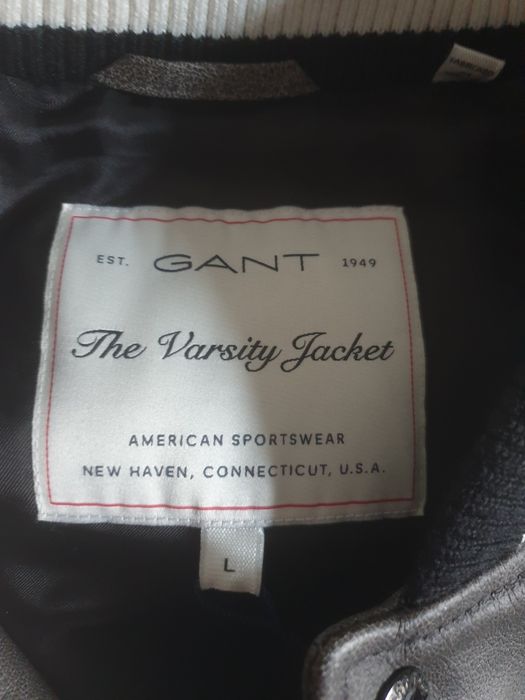 EST. GANT 1949
The Varsity Jacket
AMERICAN SPORTSWEAR
NEW HAVEN, CONNECTICUT, U.S.A.
L